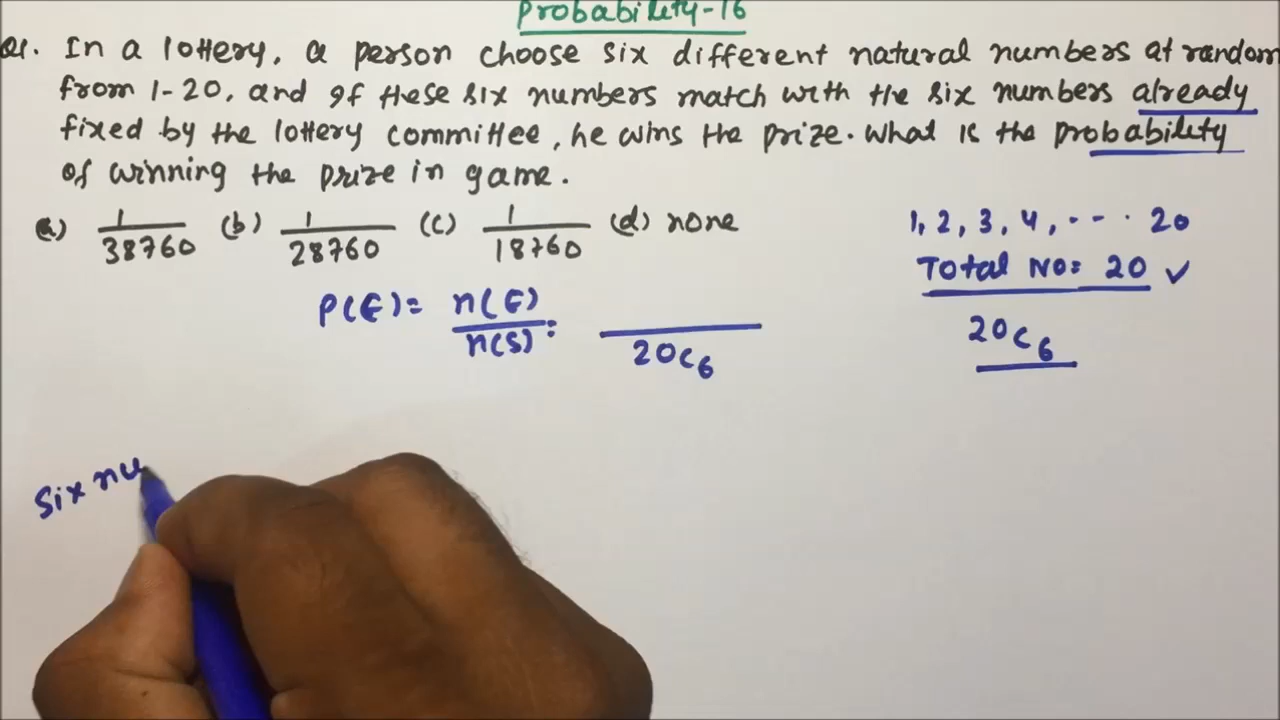 Probability-16
Q1. In a lottery, a person choose six different natural numbers at random
from 1-20, and if these six numbers match with the six numbers already
fixed by the lottery committee, he wins the prize. what is the probability
of winning the prize in game.
(a) 1/38760 (b) 1/28760 (c) 1/18760 (d) none
1, 2, 3, 4, - - · 20
Total No: 20 ✓
20C6
P(E) = n(E)/n(S) = /20C6
Six nu